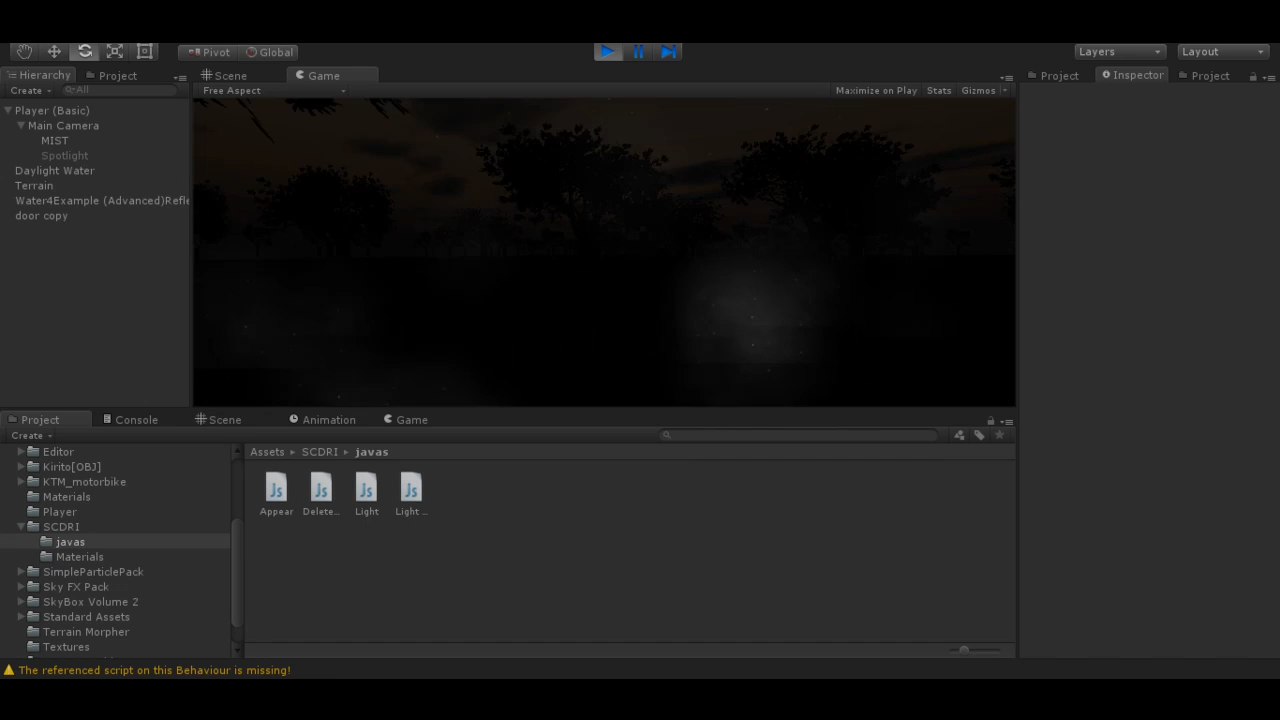 Pivot Global Layers Layout
Hierarchy Project Scene Game Project Inspector Project
Create All Free Aspect Maximize on Play Stats Gizmos
Player (Basic)
Main Camera
MIST
Spotlight
Daylight Water
Terrain
Water4Example (Advanced)Refle
door copy
Project Console Scene Animation Game
Create
Editor
Kirito[OBJ]
KTM_motorbike
Materials
Player
SCDRI
javas
Materials
SimpleParticlePack
Sky FX Pack
SkyBox Volume 2
Standard Assets
Terrain Morpher
Textures
Assets SCDRI javas
Js Js Js Js
Appear Delete... Light Light ...
The referenced script on this Behaviour is missing!